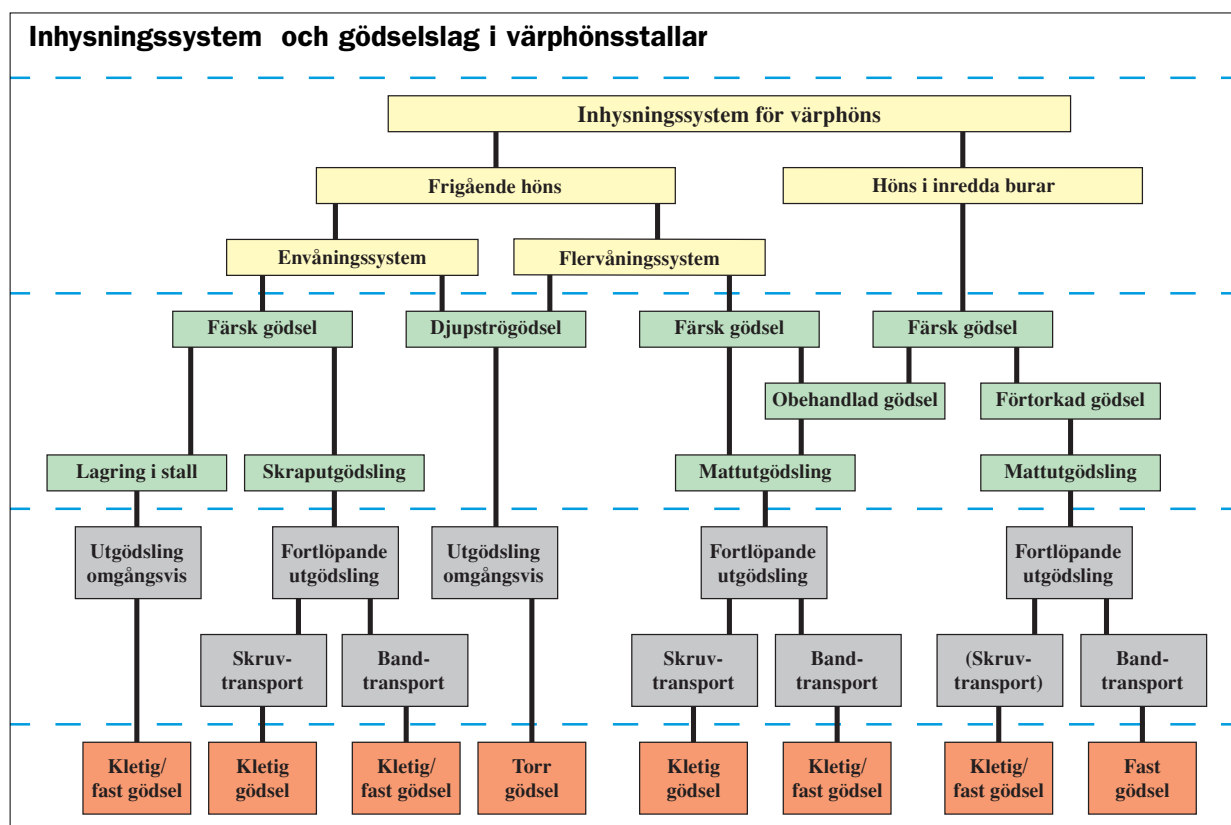 Inhysningssystem och gödselslag i värphönsstallar
Inhysningssystem för värphöns
Frigående höns
Höns i inredda burar
Envåningssystem
Flervåningssystem
Färsk gödsel
Djupströgödsel
Färsk gödsel
Färsk gödsel
Obehandlad gödsel
Förtorkad gödsel
Lagring i stall
Skraputgödsling
Mattutgödsling
Mattutgödsling
Utgödsling
omgångsvis
Fortlöpande
utgödsling
Utgödsling
omgångsvis
Fortlöpande
utgödsling
Fortlöpande
utgödsling
Skruv-
transport
Band-
transport
Skruv-
transport
Band-
transport
(Skruv-
transport)
Band-
transport
Kletig/
fast gödsel
Kletig
gödsel
Kletig/
fast gödsel
Torr
gödsel
Kletig
gödsel
Kletig/
fast gödsel
Kletig/
fast gödsel
Fast
gödsel